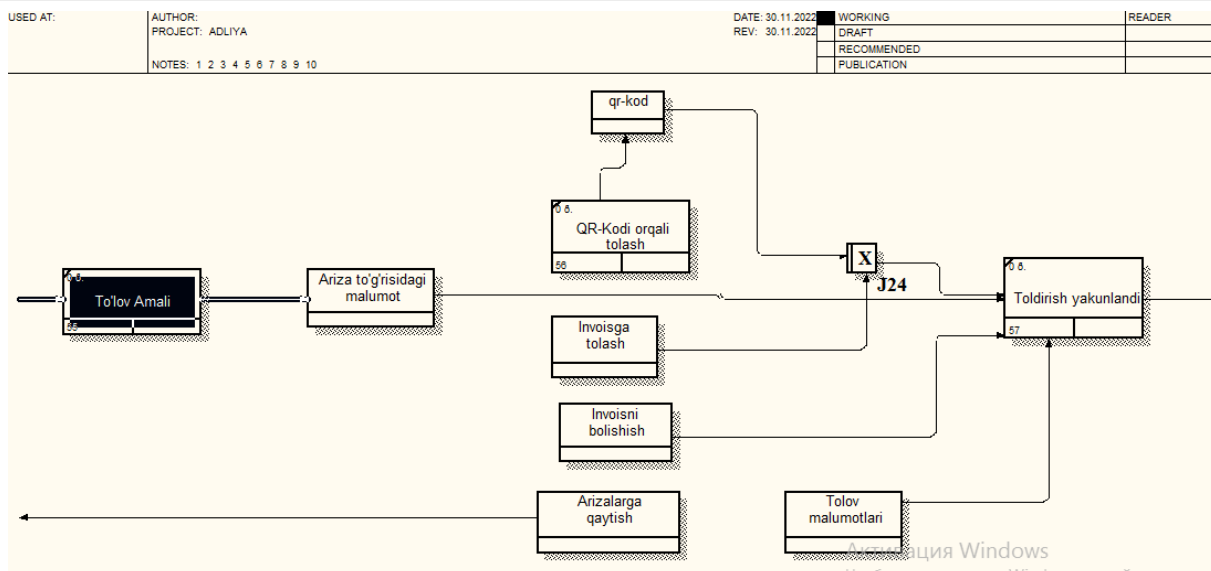 USED AT:
AUTHOR:
DATE: 30.11.2022
WORKING
READER
PROJECT: ADLIYA
REV: 30.11.2022
DRAFT
RECOMMENDED
NOTES: 1 2 3 4 5 6 7 8 9 10
PUBLICATION
qr-kod
0 б.
QR-Kodi orqali
tolash
56
X
J24
0 б.
To'lov Amali
55
Ariza to'g'risidagi
malumot
0 б.
Toldirish yakunlandi
57
Invoisga
tolash
Invoisni
bolishish
Arizalarga
qaytish
Tolov
malumotlari
Активация Windows